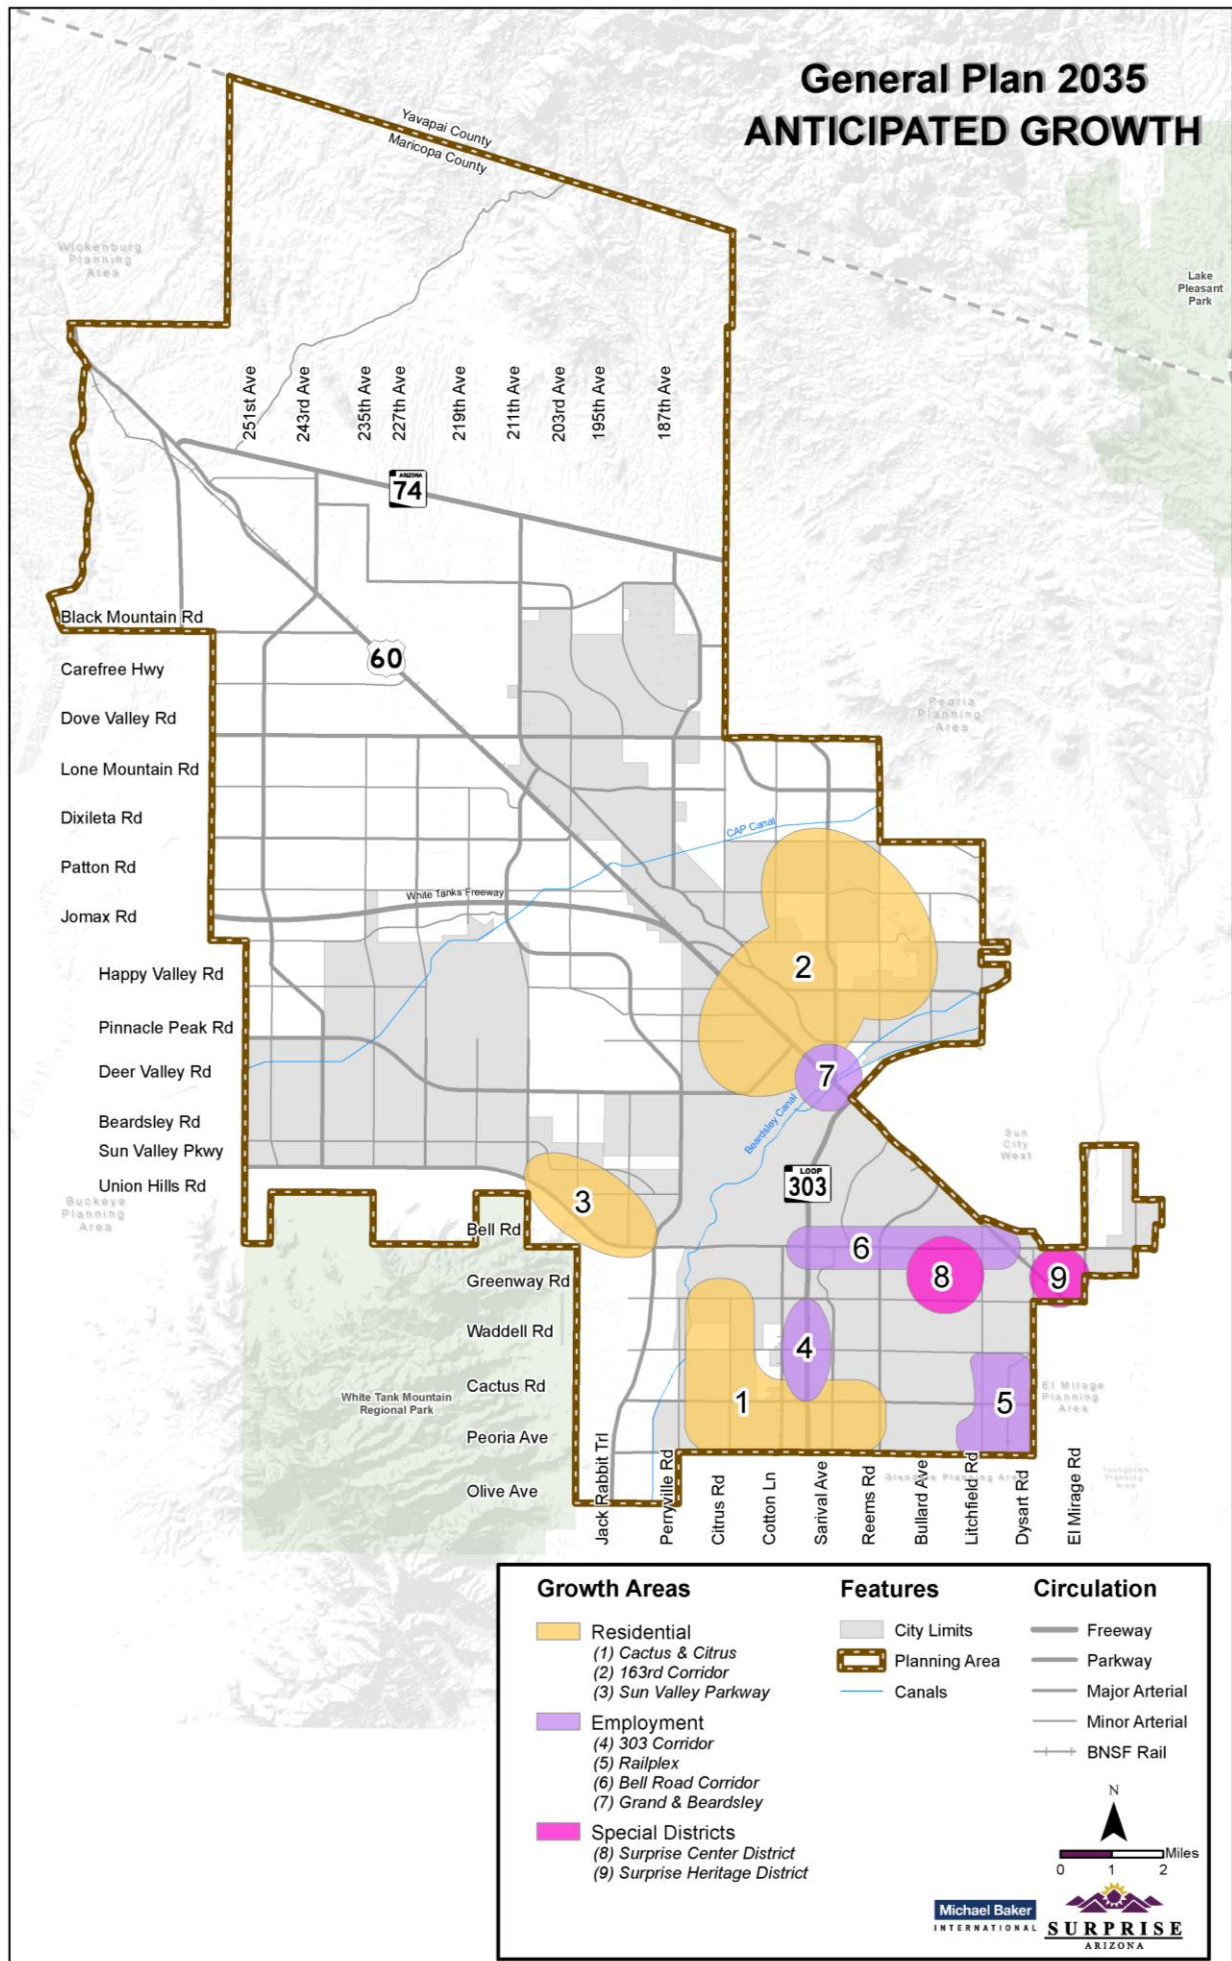 General Plan 2035
ANTICIPATED GROWTH
Yavapai County
Maricopa County
Wickenburg
Planning
Area
Lake
Pleasant
Park
251st Ave
243rd Ave
235th Ave
227th Ave
219th Ave
211th Ave
203rd Ave
195th Ave
187th Ave
ARIZONA
74
60
Black Mountain Rd
Carefree Hwy
Dove Valley Rd
Lone Mountain Rd
Dixileta Rd
Patton Rd
Jomax Rd
Happy Valley Rd
Pinnacle Peak Rd
Deer Valley Rd
Beardsley Rd
Sun Valley Pkwy
Union Hills Rd
Peoria
Planning
Area
CAP Canal
White Tanks Freeway
2
7
Beardsley Canal
Sun
City
West
LOOP
303
Buckeye
Planning
Area
3
Bell Rd
Greenway Rd
Waddell Rd
Cactus Rd
Peoria Ave
Olive Ave
6
8
9
4
1
5
White Tank Mountain
Regional Park
El Mirage
Planning
Area
Glendale Planning Area
Youngtown
Planning
Area
Jack Rabbit Trl
Perryville Rd
Citrus Rd
Cotton Ln
Sarival Ave
Reems Rd
Bullard Ave
Litchfield Rd
Dysart Rd
El Mirage Rd
Growth Areas
Residential
(1) Cactus & Citrus
(2) 163rd Corridor
(3) Sun Valley Parkway
Employment
(4) 303 Corridor
(5) Railplex
(6) Bell Road Corridor
(7) Grand & Beardsley
Special Districts
(8) Surprise Center District
(9) Surprise Heritage District
Features
City Limits
Planning Area
Canals
Circulation
Freeway
Parkway
Major Arterial
Minor Arterial
BNSF Rail
N
Miles
0 1 2
Michael Baker
INTERNATIONAL
SURPRISE
ARIZONA